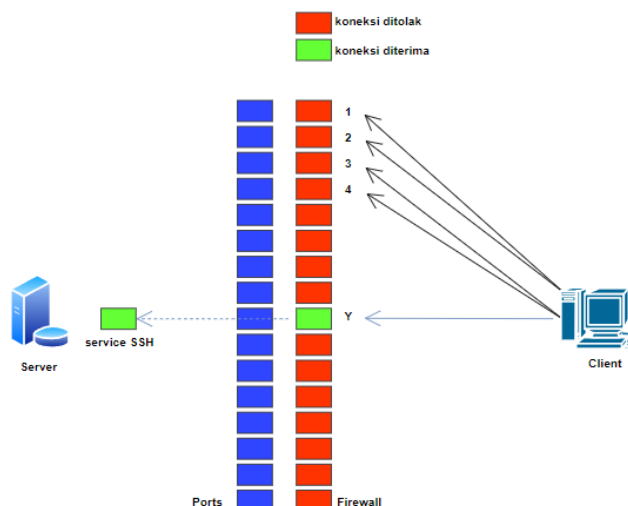 koneksi ditolak
koneksi diterima
1
2
3
4
Y
service SSH
Server
Client
Ports
Firewall